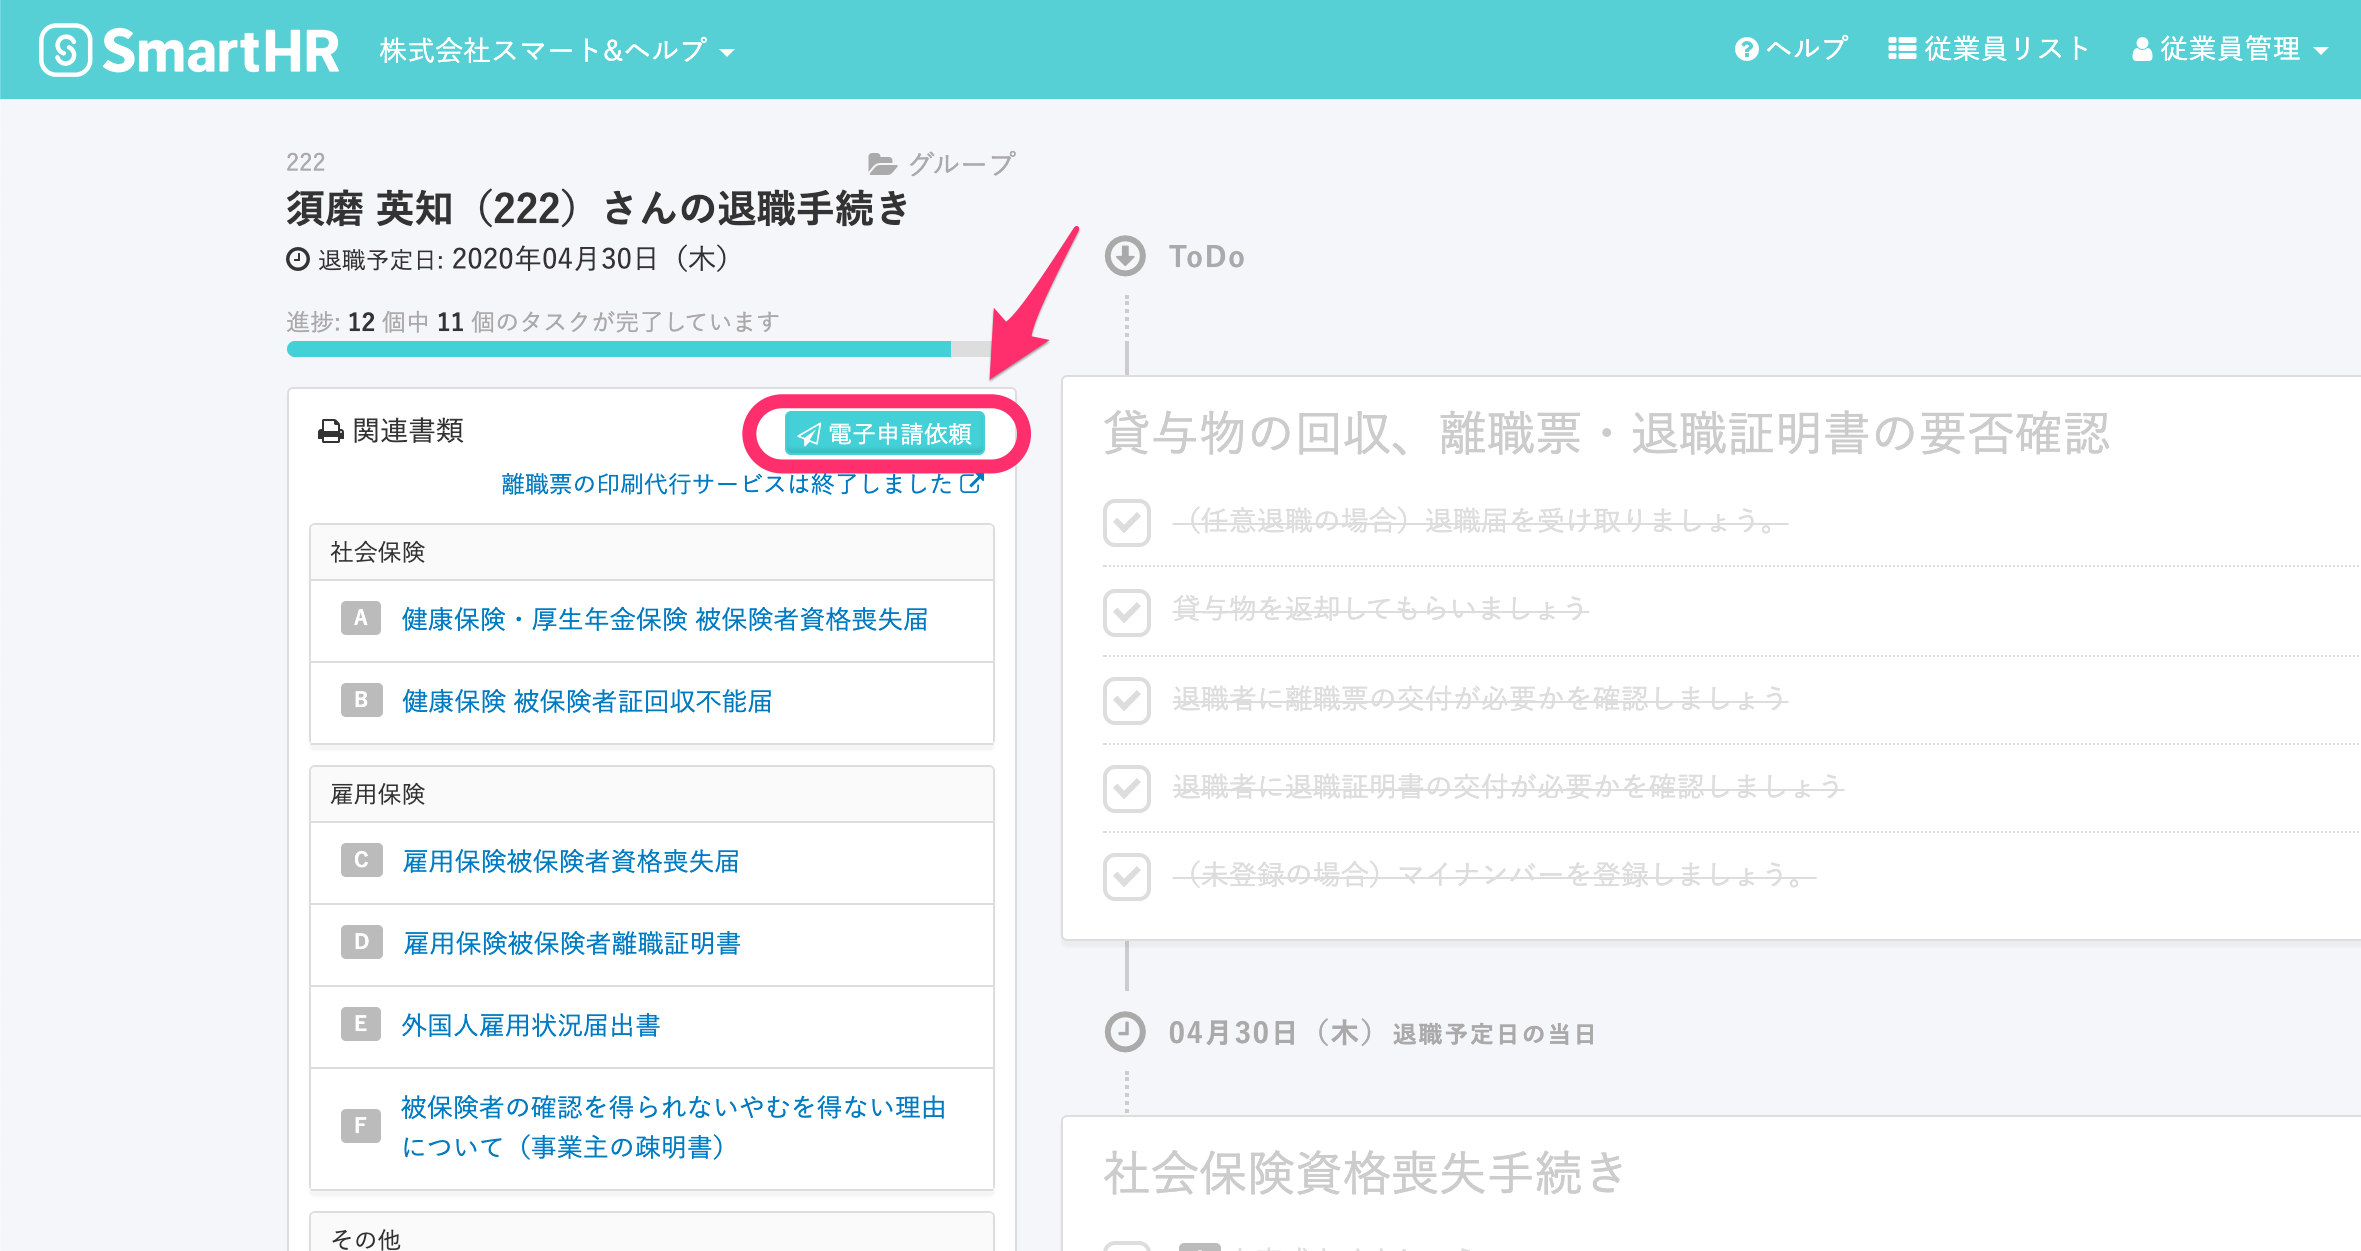 SmartHR 株式会社スマート&ヘルプ
ヘルプ 従業員リスト 従業員管理
222
グループ
須磨 英知（222）さんの退職手続き
退職予定日: 2020年04月30日（木）
進捗: 12 個中 11 個のタスクが完了しています
関連書類
電子申請依頼
離職票の印刷代行サービスは終了しました
社会保険
A 健康保険・厚生年金保険 被保険者資格喪失届
B 健康保険 被保険者証回収不能届
雇用保険
C 雇用保険被保険者資格喪失届
D 雇用保険被保険者離職証明書
E 外国人雇用状況届出書
F 被保険者の確認を得られないやむを得ない理由
について（事業主の疎明書）
その他
ToDo
貸与物の回収、離職票・退職証明書の要否確認
（任意退職の場合）退職届を受け取りましょう。
貸与物を返却してもらいましょう
退職者に離職票の交付が必要かを確認しましょう
退職者に退職証明書の交付が必要かを確認しましょう
（未登録の場合）マイナンバーを登録しましょう。
04月30日（木） 退職予定日の当日
社会保険資格喪失手続き